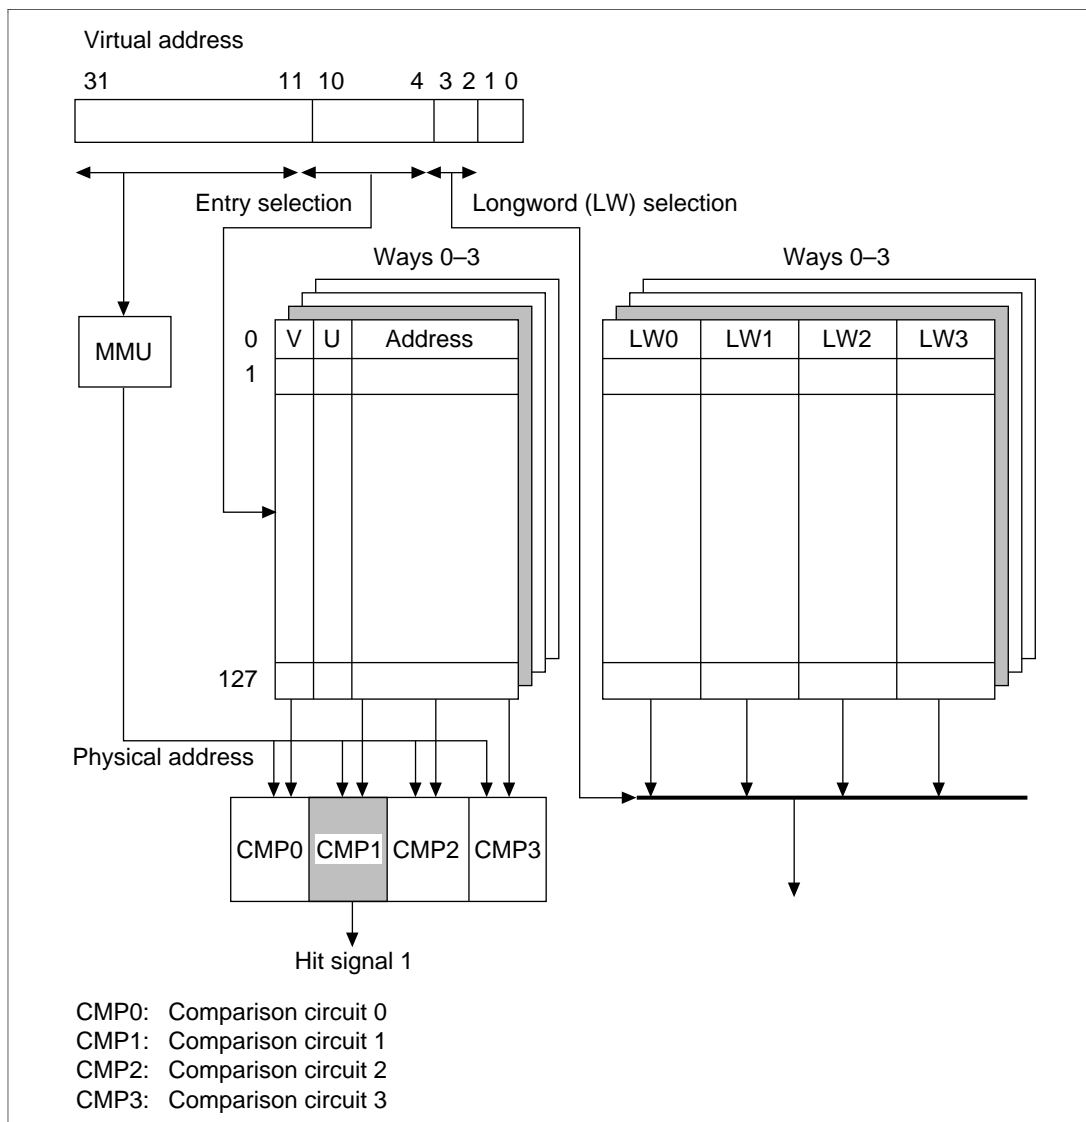 Virtual address
31 11 10 4 3 2 1 0
Entry selection
Longword (LW) selection
Ways 0–3
Ways 0–3
MMU
0 V U Address
LW0 LW1 LW2 LW3
1
127
Physical address
CMP0 CMP1 CMP2 CMP3
Hit signal 1
CMP0: Comparison circuit 0
CMP1: Comparison circuit 1
CMP2: Comparison circuit 2
CMP3: Comparison circuit 3